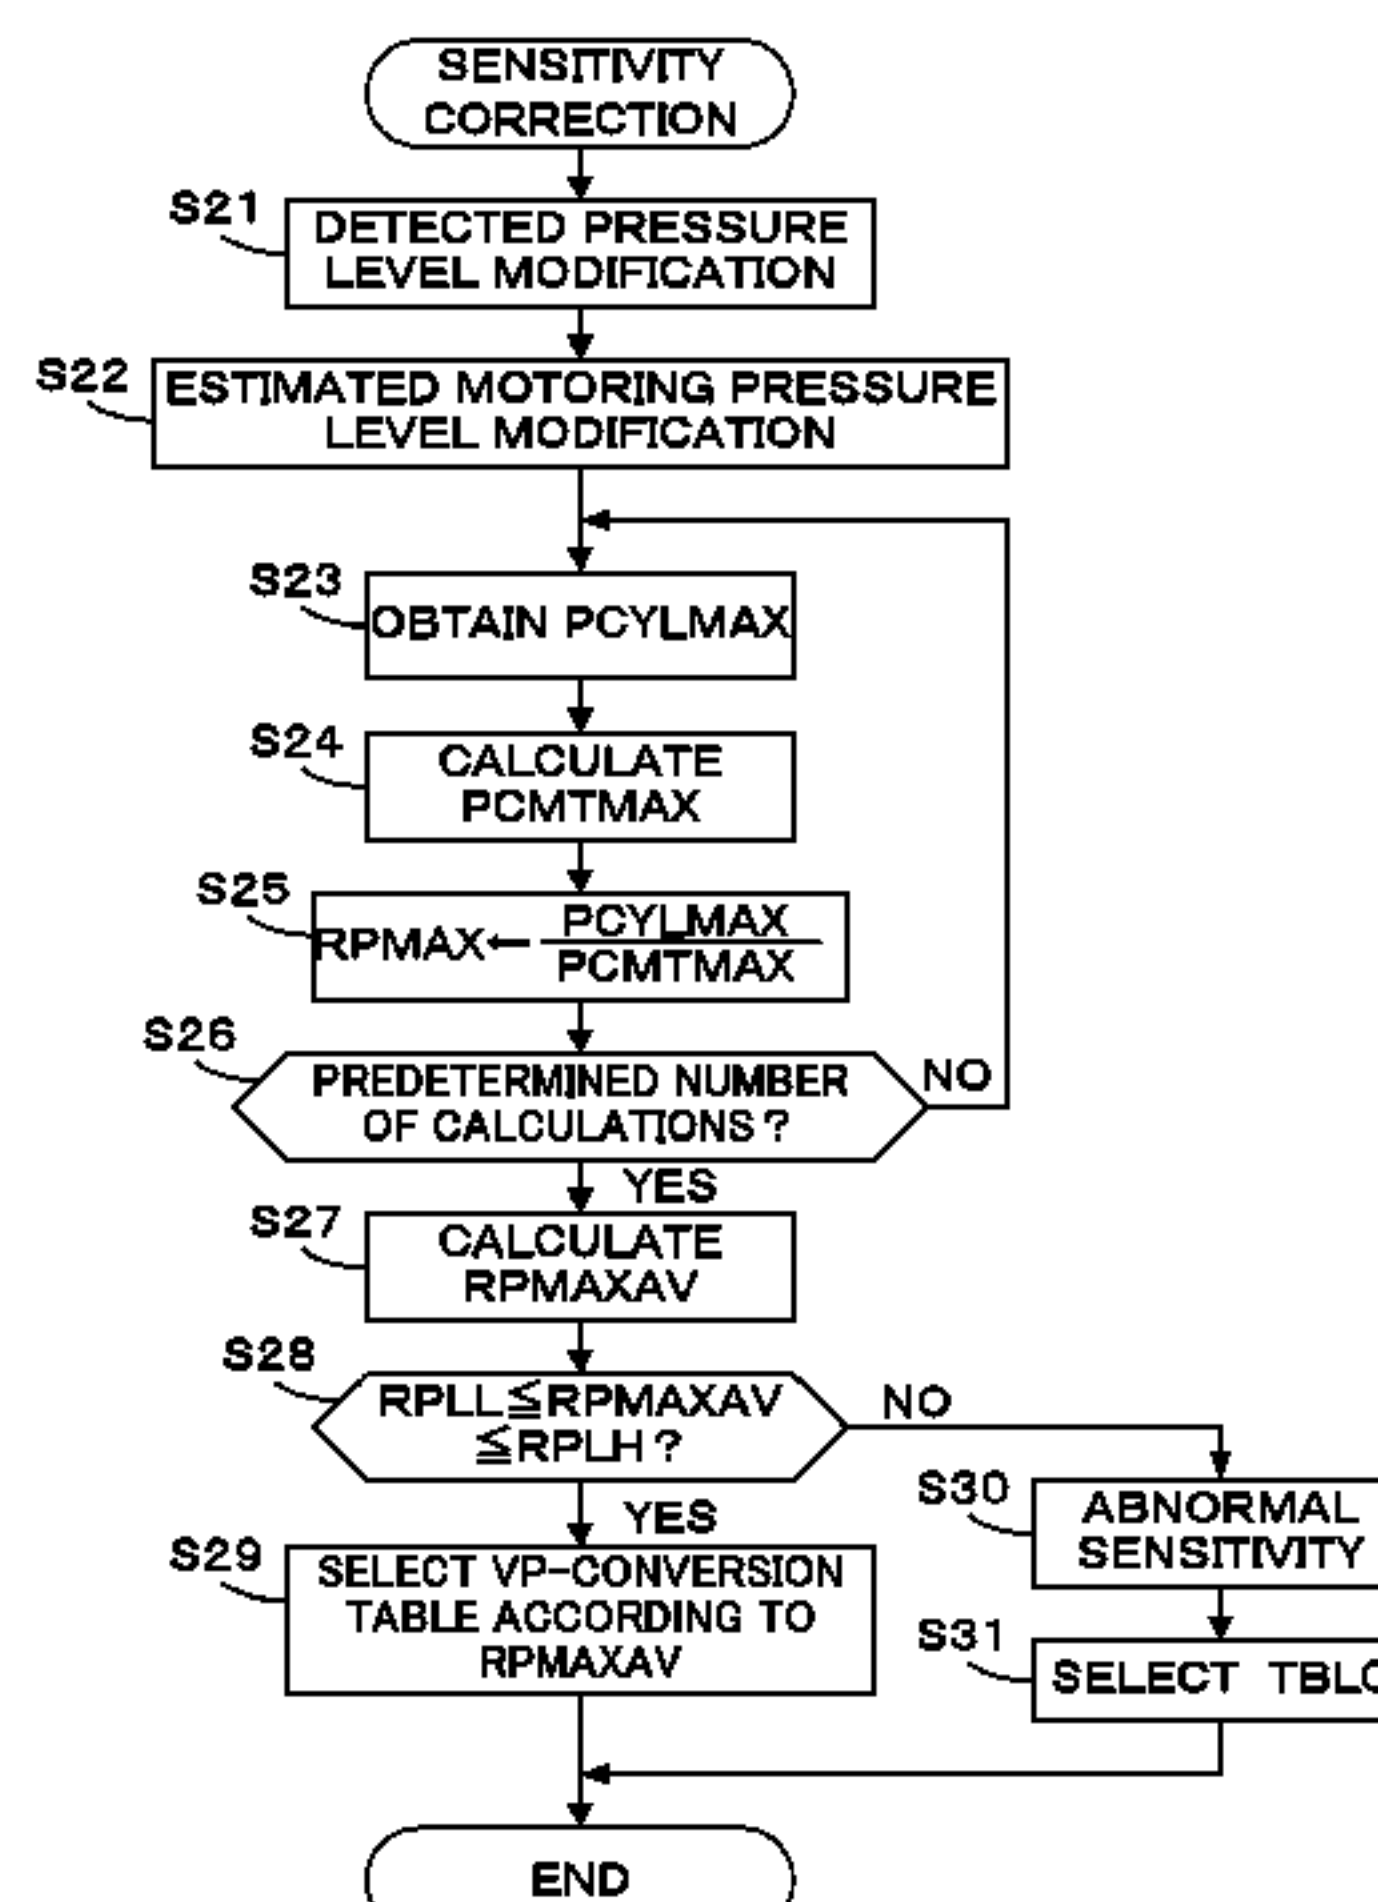 SENSITIVITY
CORRECTION
S21
DETECTED PRESSURE
LEVEL MODIFICATION
S22
ESTIMATED MOTORING PRESSURE
LEVEL MODIFICATION
S23
OBTAIN PCYLMAX
S24
CALCULATE
PCMTMAX
S25
RPMAX← PCYLMAX
PCMTMAX
S26
PREDETERMINED NUMBER
OF CALCULATIONS?
NO
YES
S27
CALCULATE
RPMAXAV
S28
RPLL≦RPMAXAV
≦RPLH?
NO
YES
S29
SELECT VP-CONVERSION
TABLE ACCORDING TO
RPMAXAV
S30
ABNORMAL
SENSITIVITY
S31
SELECT
END